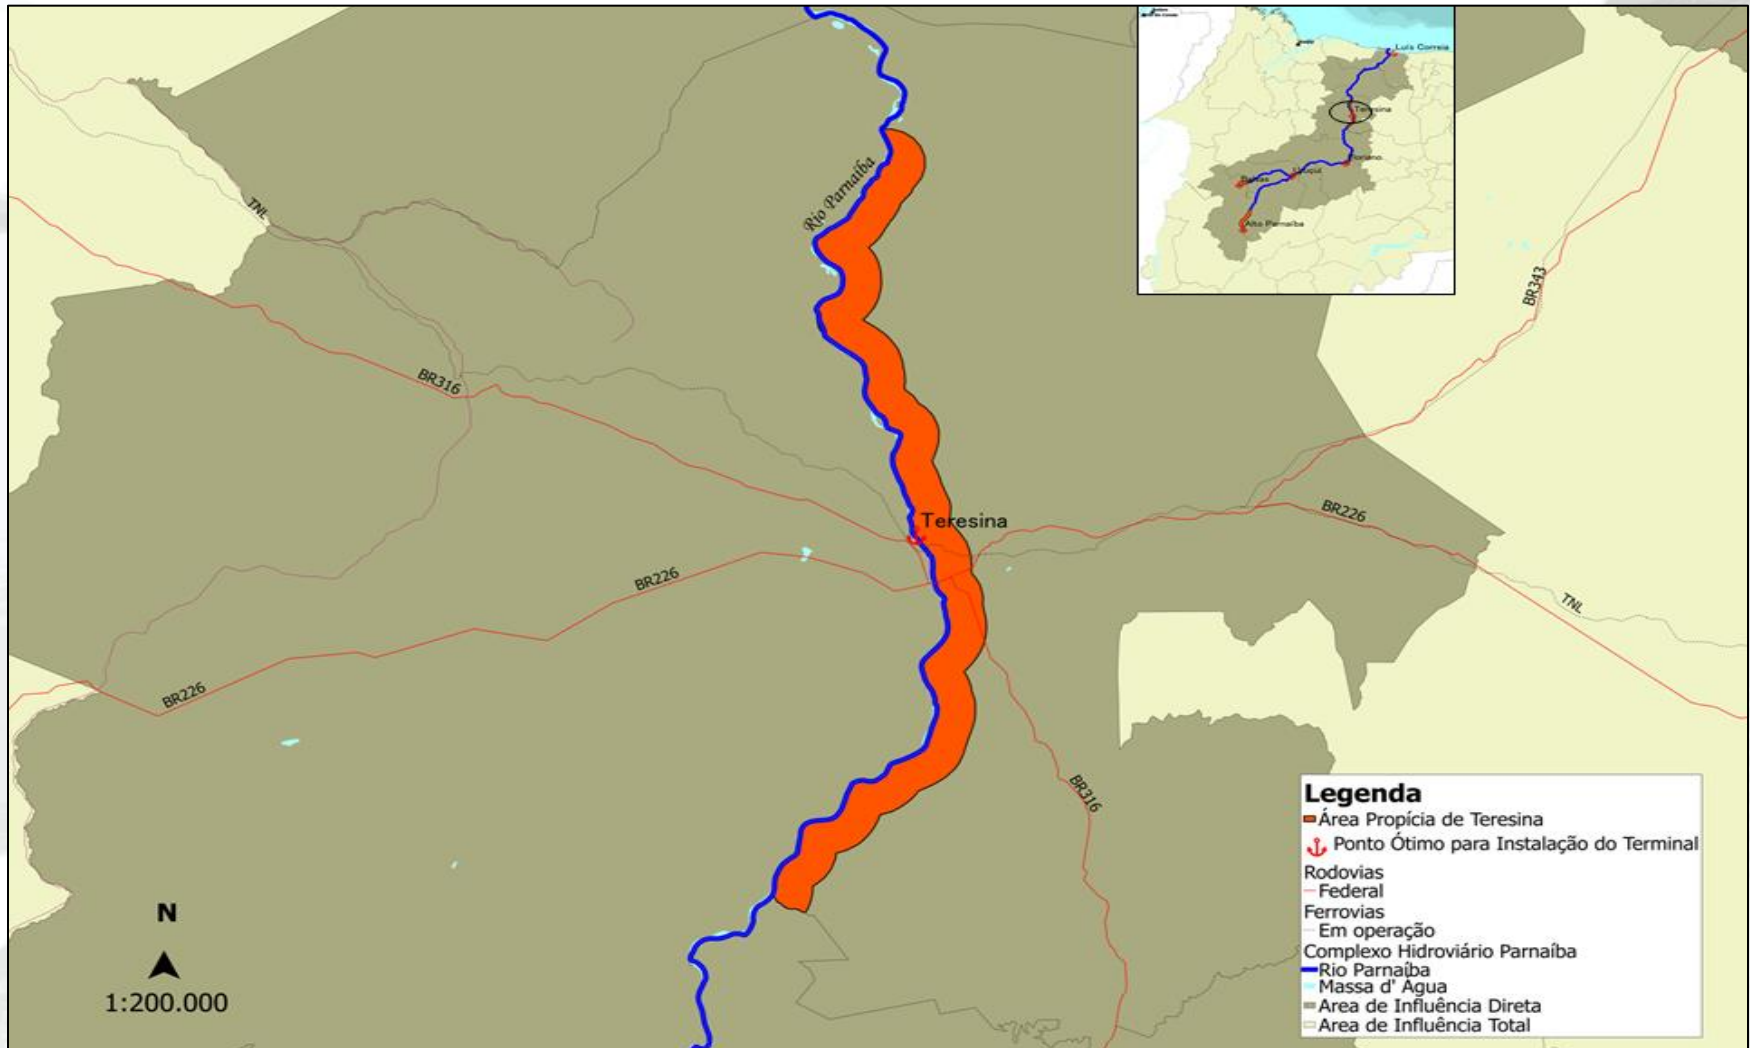 Luis Correia
Teresina
Floriano
Uruçuí
Balsas
Alto Parnaíba
Rio Parnaíba
TNL
BR343
BR316
Teresina
BR226
BR226
TNL
BR226
BR316
N
1:200.000
Legenda
Área Propícia de Teresina
Ponto Ótimo para Instalação do Terminal
Rodovias
Federal
Ferrovias
Em operação
Complexo Hidroviário Parnaíba
Rio Parnaíba
Massa d' Água
Area de Influência Direta
Area de Influência Total